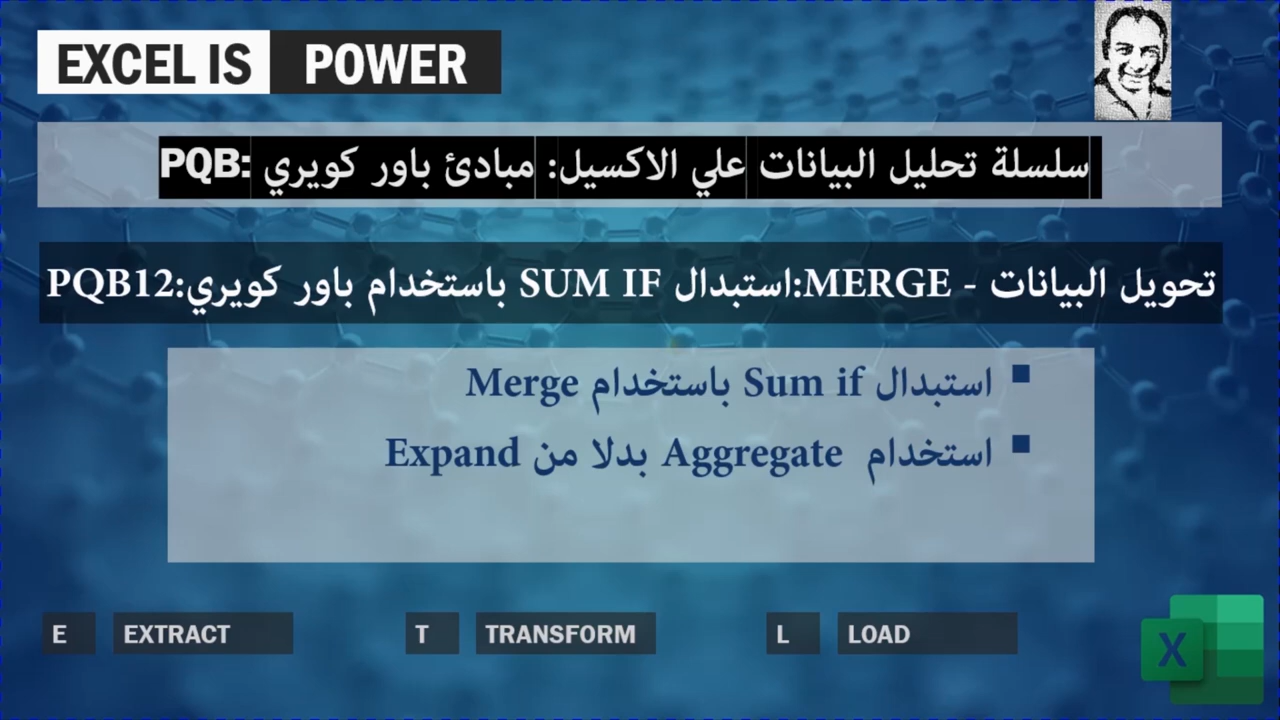 EXCEL IS POWER
سلسلة تحليل البيانات علي الاكسيل: مبادئ باور كويري :PQB
تحويل البيانات - MERGE:استبدال SUM IF باستخدام باور كويري:PQB12
▪ استبدال Sum if باستخدام Merge
▪ استخدام Aggregate بدلا من Expand
E EXTRACT T TRANSFORM L LOAD
X